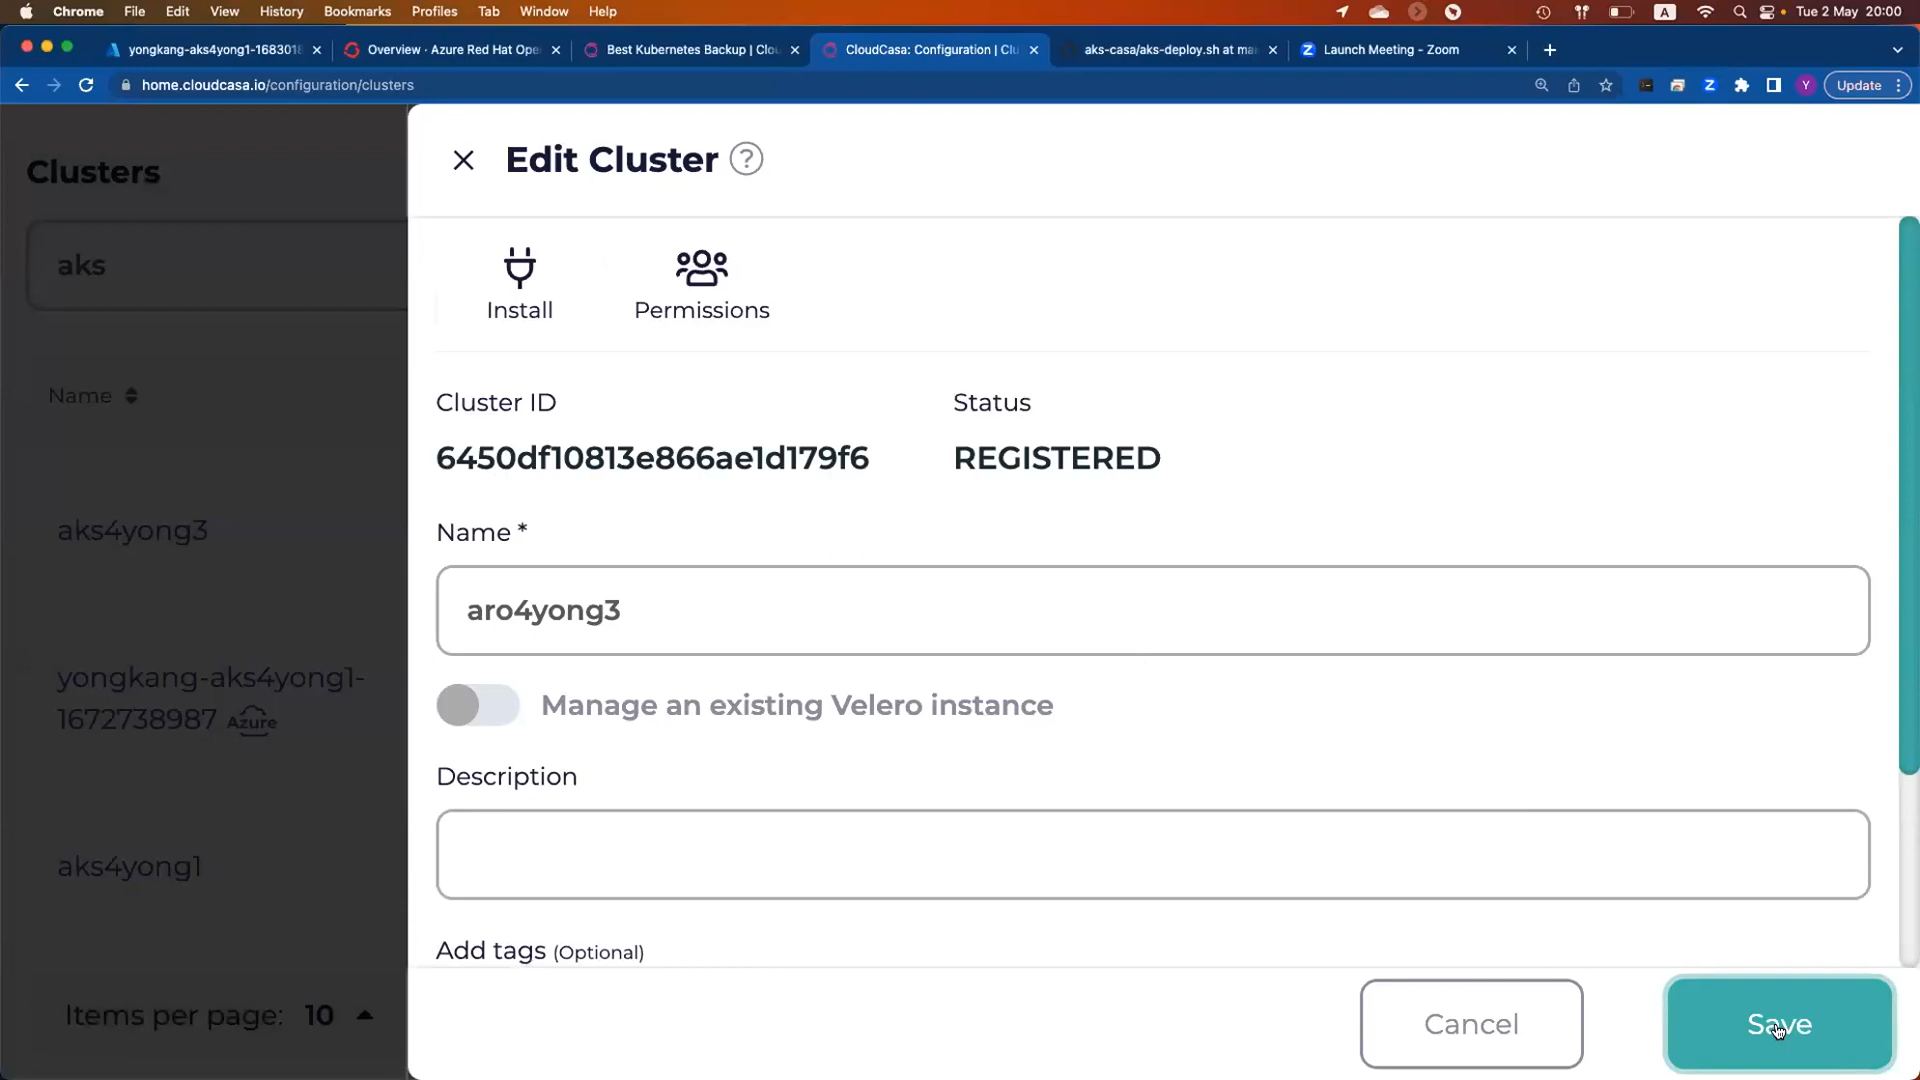 Chrome File Edit View History Bookmarks Profiles Tab Window Help A Tue 2 May 20:00
yongkang-aks4yong1-1683018 Overview · Azure Red Hat Ope Best Kubernetes Backup | Clou CloudCasa: Configuration | Clu aks-casa/aks-deploy.sh at ma Z Launch Meeting - Zoom
home.cloudcasa.io/configuration/clusters Z Y Update
Clusters
aks
Name
aks4yong3
yongkang-aks4yong1-
1672738987 Azure
aks4yong1
Items per page: 10
Edit Cluster ?
Install Permissions
Cluster ID Status
6450df10813e866ae1d179f6 REGISTERED
Name *
aro4yong3
Manage an existing Velero instance
Description
Add tags (Optional)
Cancel Save